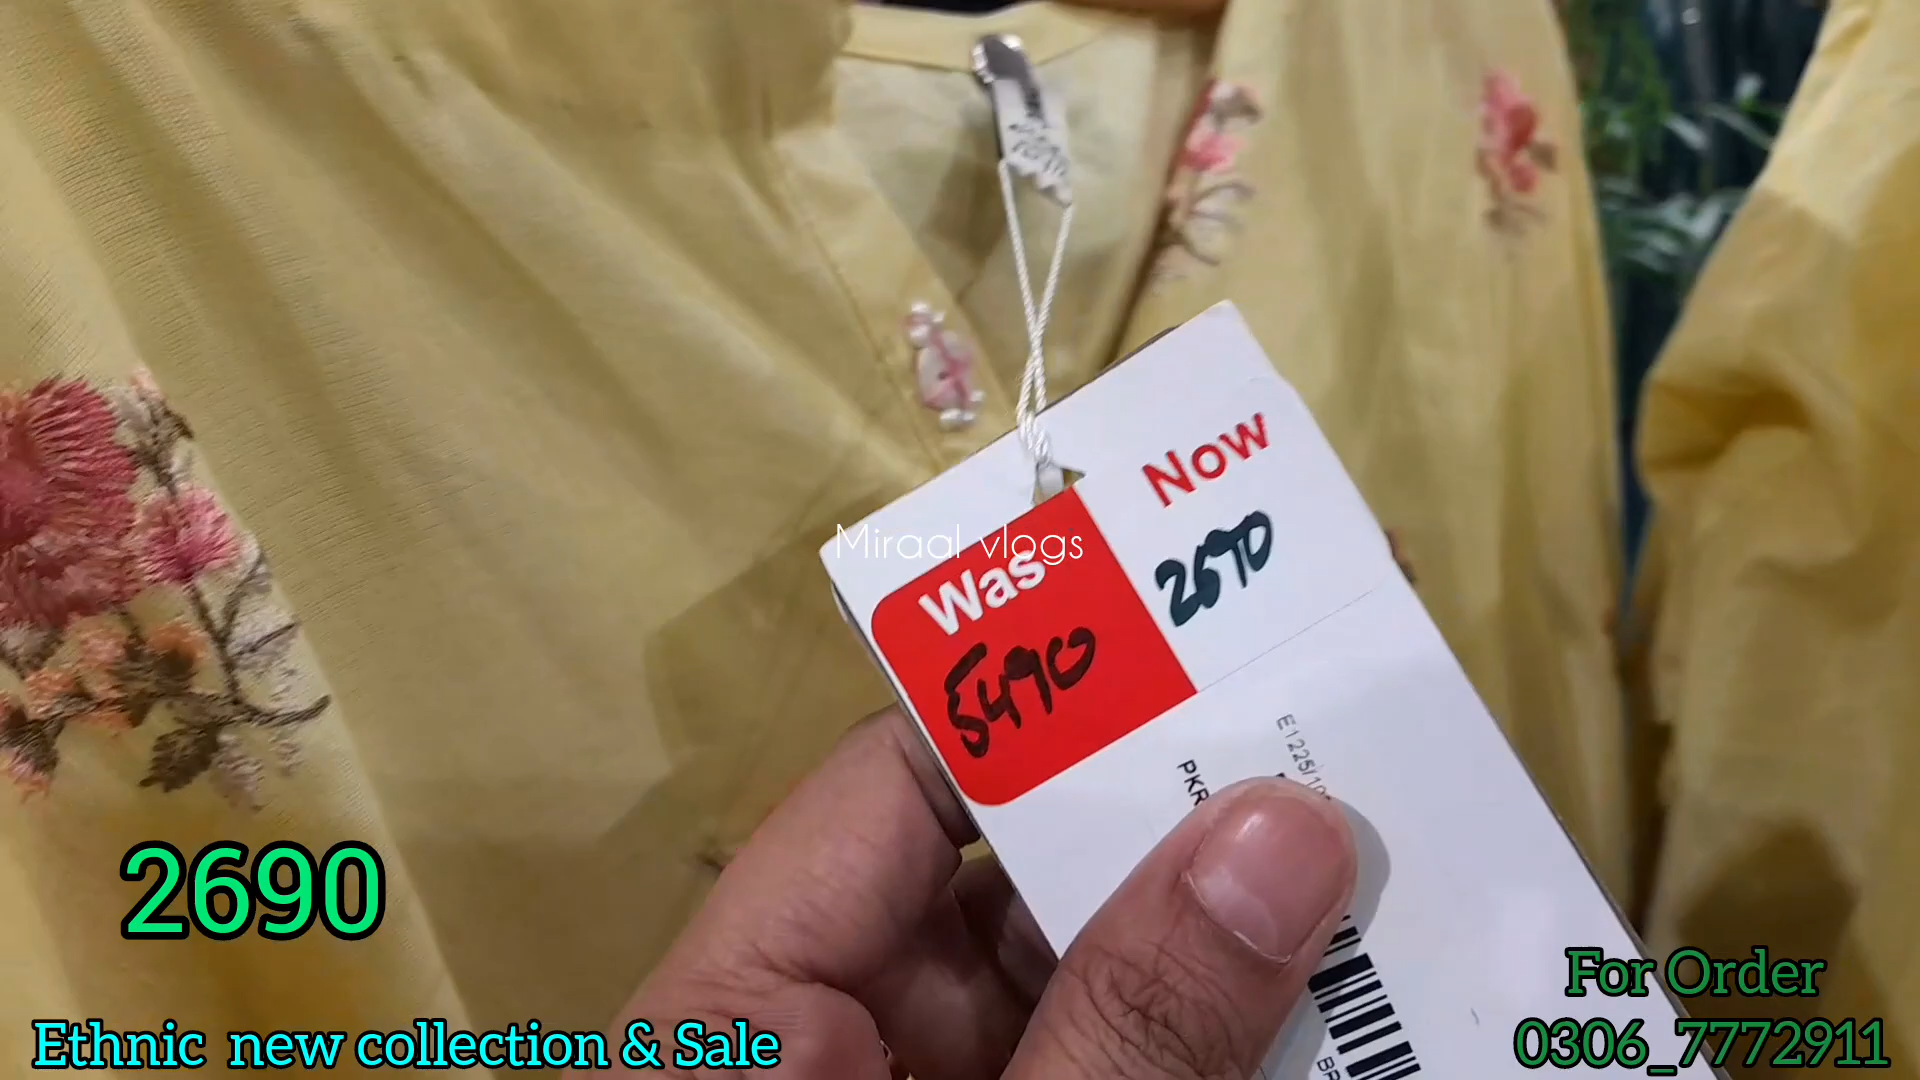 Now
2690
Miraal vlogs
Was
5490
PKR
2690
For Order
Ethnic new collection & Sale
0306_7772911